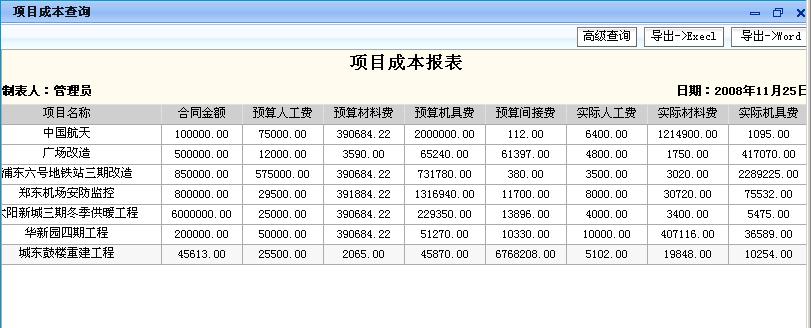 项目成本查询
高级查询 导出->Execl 导出->Word
项目成本报表
制表人：管理员 日期：2008年11月25日
项目名称 合同金额 预算人工费 预算材料费 预算机具费 预算间接费 实际人工费 实际材料费 实际机具费
中国航天 100000.00 75000.00 390684.22 2000000.00 112.00 6400.00 1214900.00 1095.00
广场改造 500000.00 12000.00 3590.00 65240.00 61397.00 4800.00 1750.00 417070.00
浦东六号地铁站三期改造 850000.00 575000.00 390684.22 731780.00 380.00 3500.00 3020.00 2289225.00
郑东机场安防监控 800000.00 29500.00 391884.22 1316940.00 11700.00 8000.00 30720.00 75532.00
阳新城三期冬季供暖工程 6000000.00 25000.00 390684.22 229350.00 13896.00 4000.00 3400.00 5475.00
华新园四期工程 200000.00 50000.00 390684.22 51270.00 10330.00 10000.00 407116.00 36589.00
城东鼓楼重建工程 45613.00 25500.00 2065.00 45870.00 6768208.00 5102.00 19848.00 10254.00